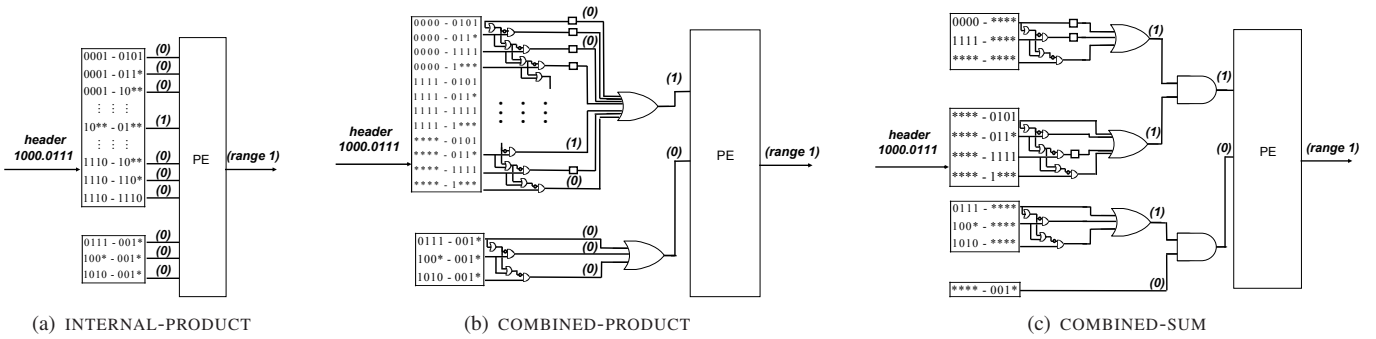 header
1000.0111
0001 - 0101
0001 - 011*
0001 - 10**
⋮ ⋮ ⋮
10** - 01**
⋮ ⋮ ⋮
1110 - 10**
1110 - 110*
1110 - 1110
0111 - 001*
100* - 001*
1010 - 001*
(0)
(0)
(0)
(1)
(0)
(0)
(0)
(0)
(0)
(0)
PE
(range 1)
(a) INTERNAL-PRODUCT
header
1000.0111
0000 - 0101
0000 - 011*
0000 - 1111
0000 - 1***
1111 - 0101
1111 - 011*
1111 - 1111
1111 - 1***
**** - 0101
**** - 011*
**** - 1111
**** - 1***
0111 - 001*
100* - 001*
1010 - 001*
(0)
(0)
⋮ ⋮ ⋮
(1)
(0)
(1)
(0)
(0)
(0)
(0)
PE
(range 1)
(b) COMBINED-PRODUCT
header
1000.0111
0000 - ****
1111 - ****
**** - ****
**** - 0101
**** - 011*
**** - 1111
**** - 1***
0111 - ****
100* - ****
1010 - ****
**** - 001*
(1)
(1)
(1)
(0)
(1)
(0)
PE
(range 1)
(c) COMBINED-SUM